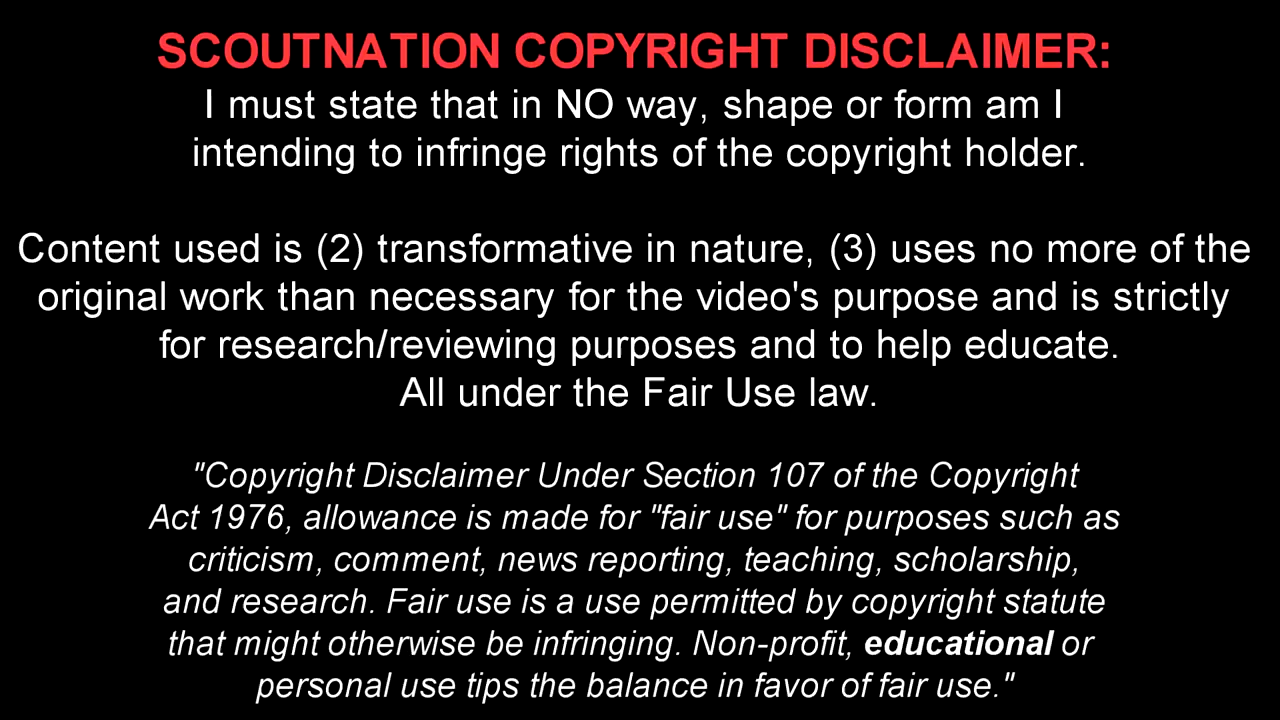 SCOUTNATION COPYRIGHT DISCLAIMER:
I must state that in NO way, shape or form am I
intending to infringe rights of the copyright holder.
Content used is (2) transformative in nature, (3) uses no more of the
original work than necessary for the video's purpose and is strictly
for research/reviewing purposes and to help educate.
All under the Fair Use law.
"Copyright Disclaimer Under Section 107 of the Copyright
Act 1976, allowance is made for "fair use" for purposes such as
criticism, comment, news reporting, teaching, scholarship,
and research. Fair use is a use permitted by copyright statute
that might otherwise be infringing. Non-profit, educational or
personal use tips the balance in favor of fair use."